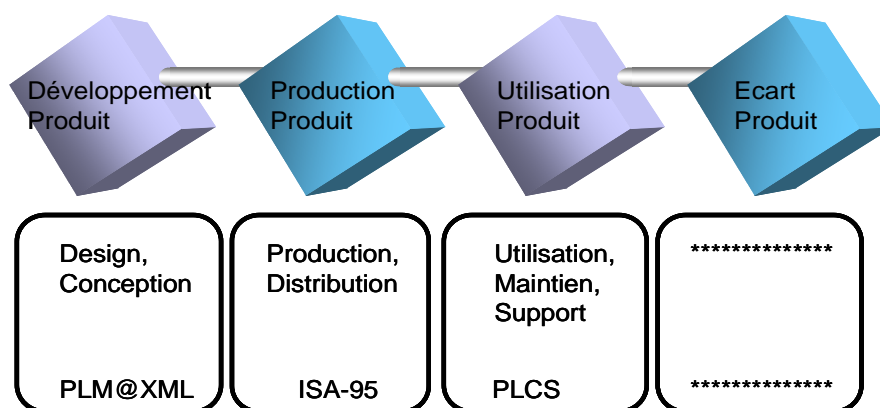 Développement
Produit
Production
Produit
Utilisation
Produit
Ecart
Produit
Design,
Conception
PLM@XML
Production,
Distribution
ISA-95
Utilisation,
Maintien,
Support
PLCS
**************
**************